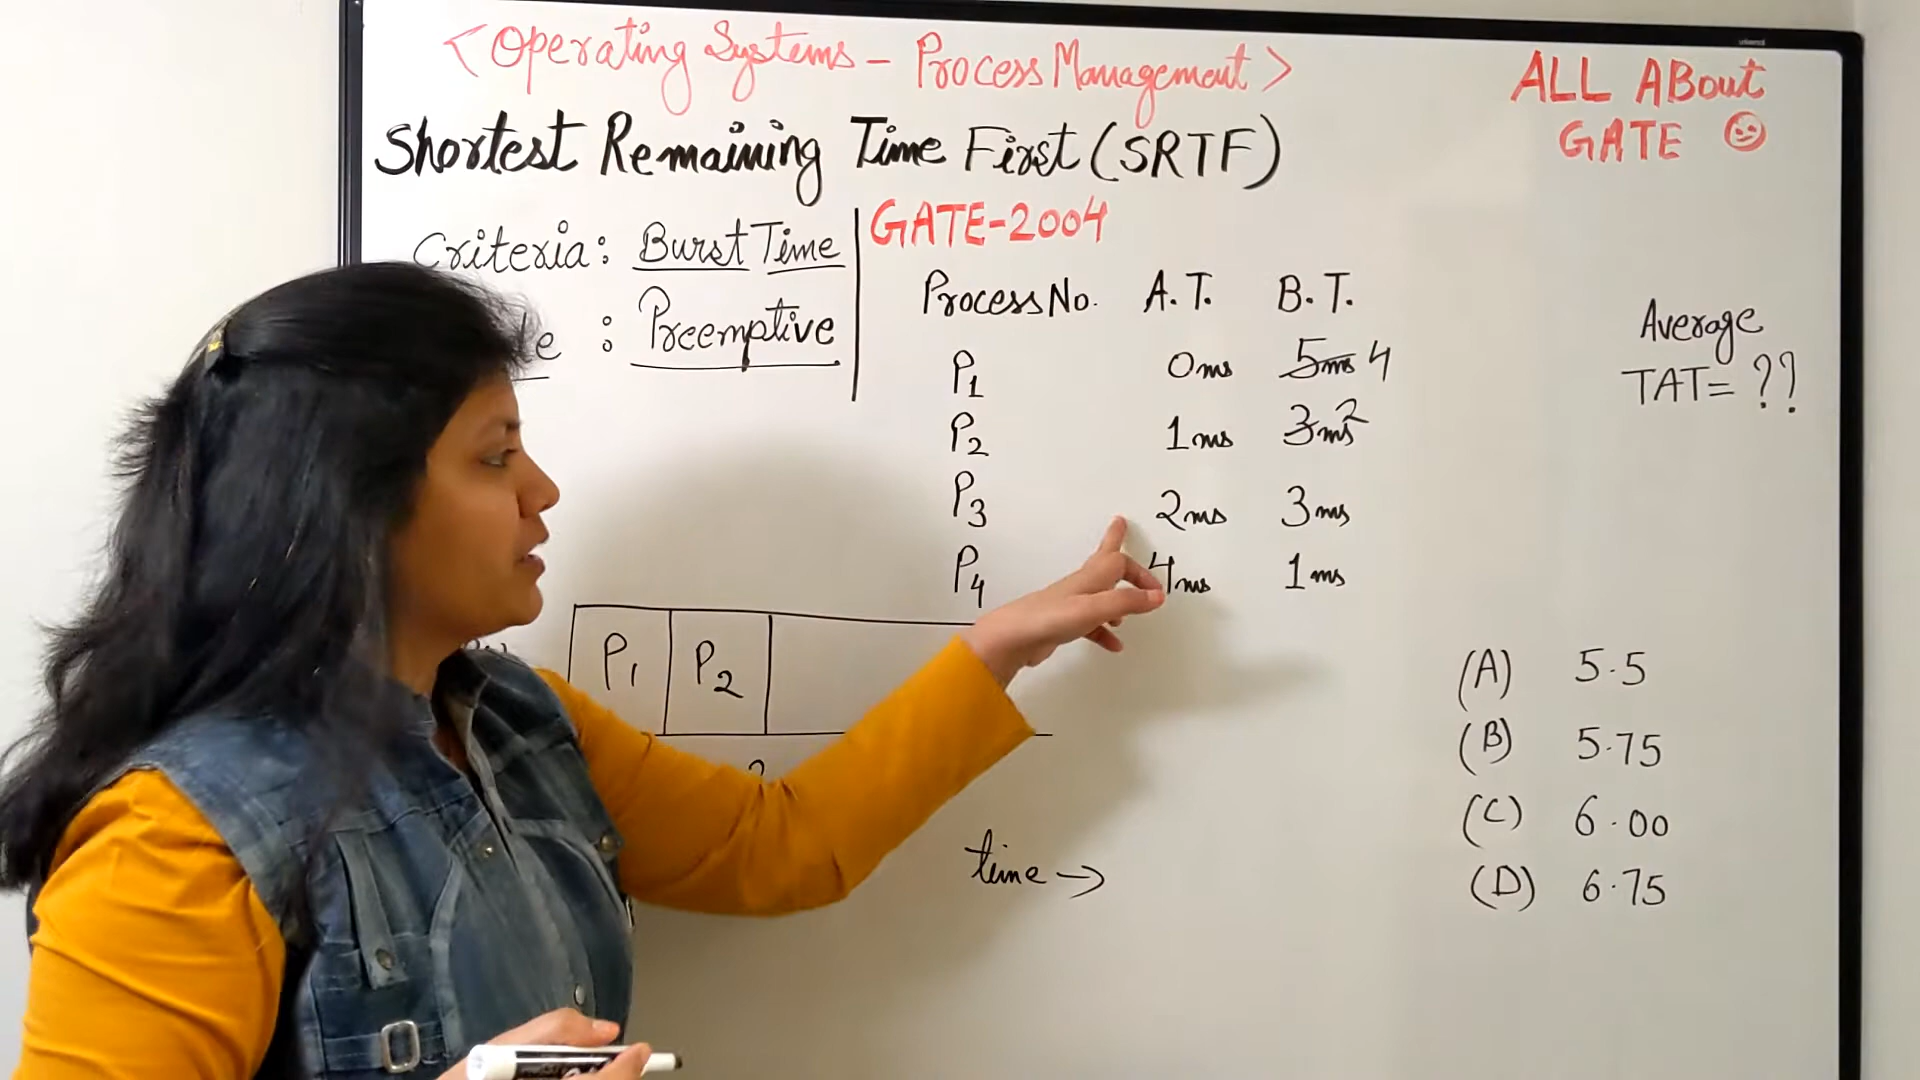 <Operating Systems - Process Management>
ALL ABout
GATE
Shortest Remaining Time First (SRTF)
Criteria: Burst Time
: Preemptive
GATE-2004
Process No. A.T. B.T.
P1 0ms 5ms 4
P2 1ms 3ms 2
P3 2ms 3ms
P4 4ms 1ms
Average
TAT= ??
P1 P2
2
time →
(A) 5.5
(B) 5.75
(C) 6.00
(D) 6.75